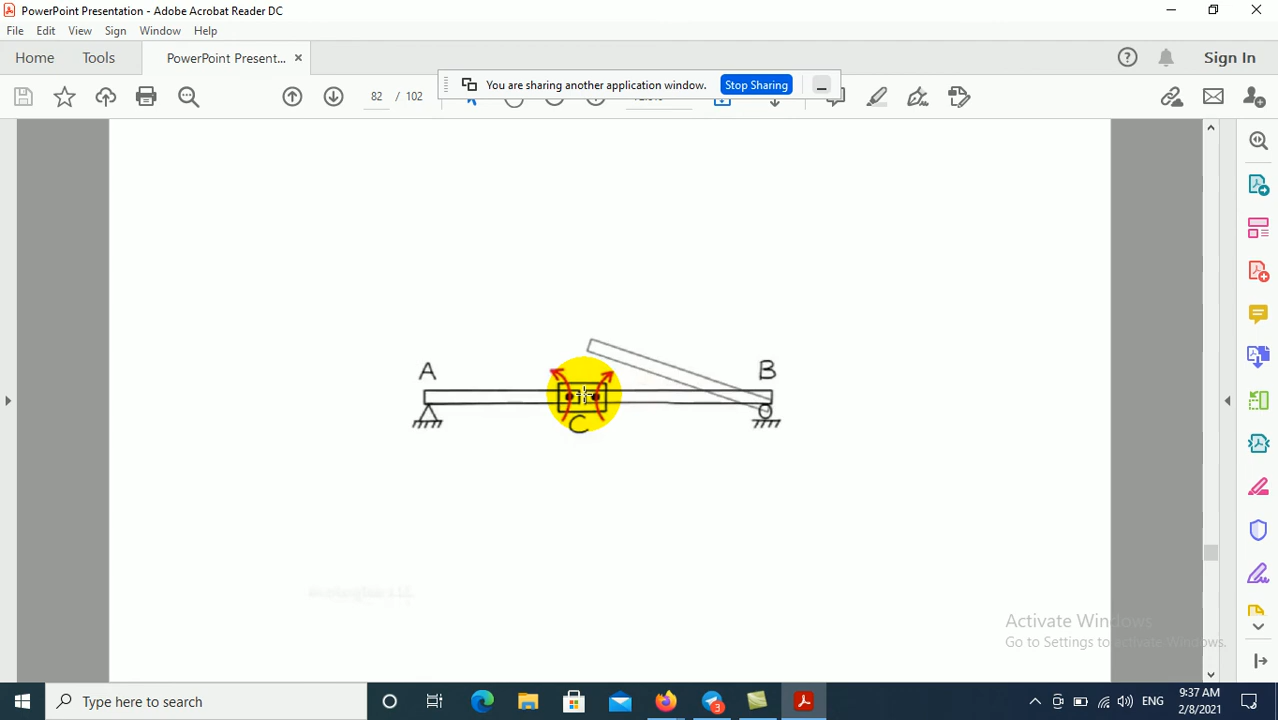 PowerPoint Presentation - Adobe Acrobat Reader DC
File Edit View Sign Window Help
Home Tools PowerPoint Present... Sign In
You are sharing another application window. Stop Sharing
82 / 102
A
B
C
Activate Windows
Go to Settings to activate Windows.
Type here to search
3
ENG
9:37 AM
2/8/2021